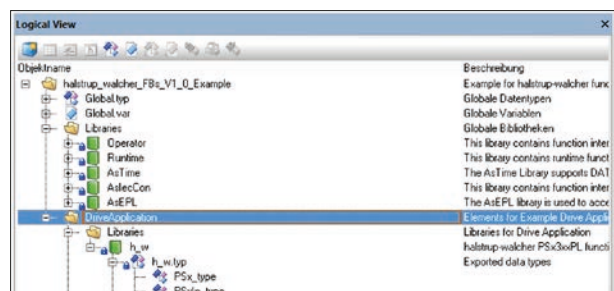 Logical View
Objektname Beschreibung
halstrup_walcher_FBs_V1_0_Example Example for halstrup-walcher func
Global.typ Globale Datentypen
Global.var Globale Variablen
Libraries Globale Bibliotheken
Operator This library contains function inter
Runtime This library contains runtime funct
AsTime The AsTime Library supports DAT
AsIecCon This library contains function inter
AsEPL The AsEPL library is used to acce
DriveApplication Elements for Example Drive Appli
Libraries Libraries for Drive Application
h_w halstrup-walcher PSx3xxPL functi
h_w.typ Exported data types
PSx_type